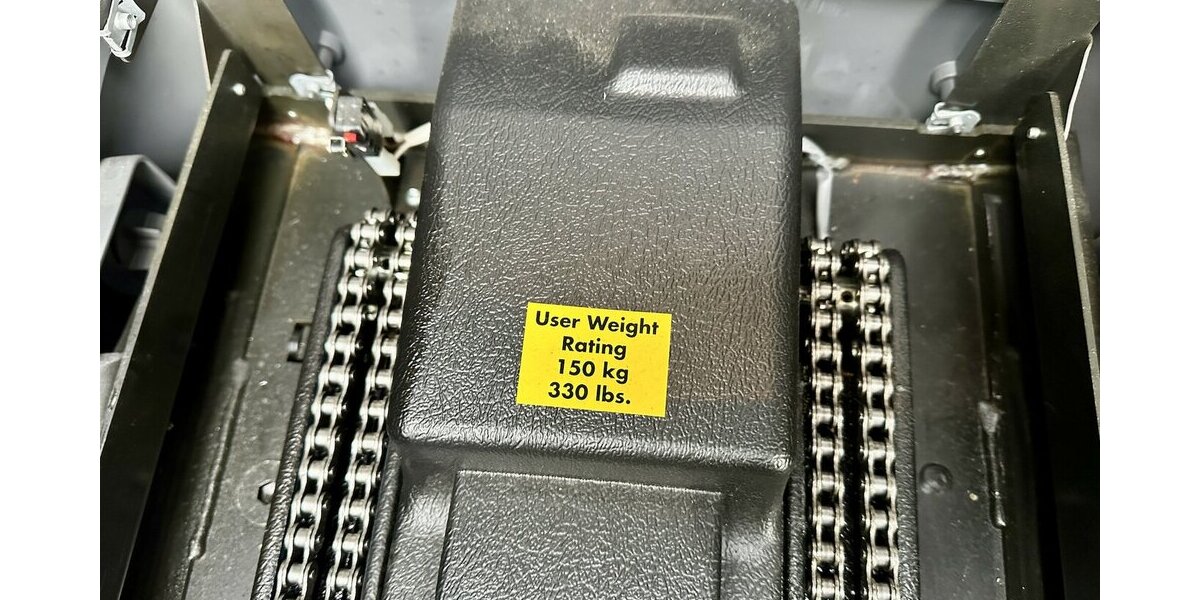 User Weight
Rating
150 kg
330 lbs.